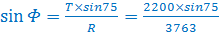 sin Φ = T×sin75/R = 2200×sin75/3763